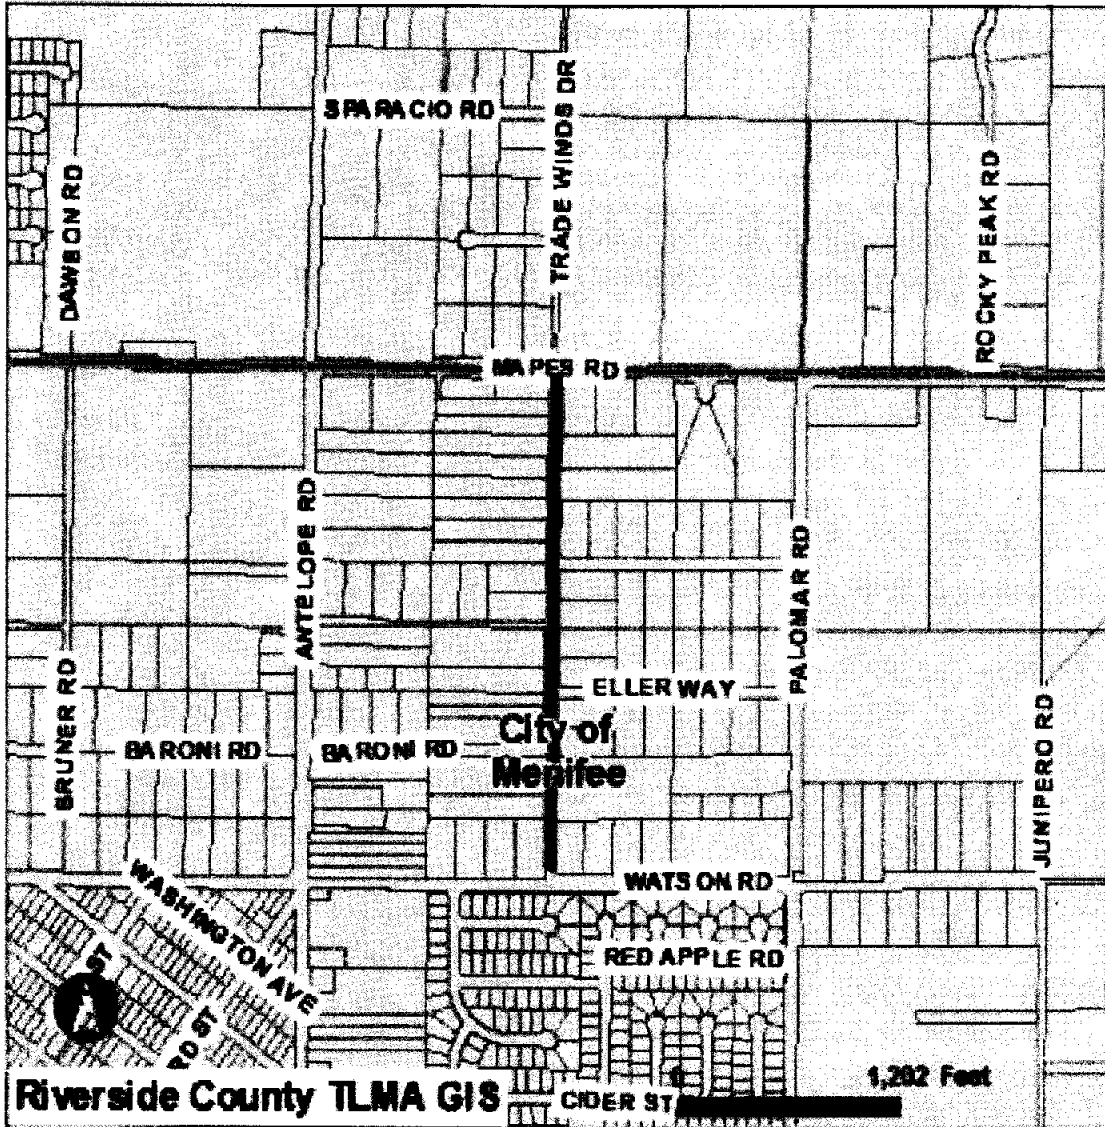 SPARACIO RD
TRADE WINDS DR
DAWSON RD
ROCKY PEAK RD
MAPES RD
ANTELOPE RD
PALOMAR RD
ELLER WAY
BRUNER RD
City of
Menifee
BARONI RD
BARONI RD
JUNIPERO RD
WATSON RD
WASHINGTON AVE
RED APPLE RD
ST
RD ST
0
1,202 Feet
Riverside County TLMA GIS
CIDER ST